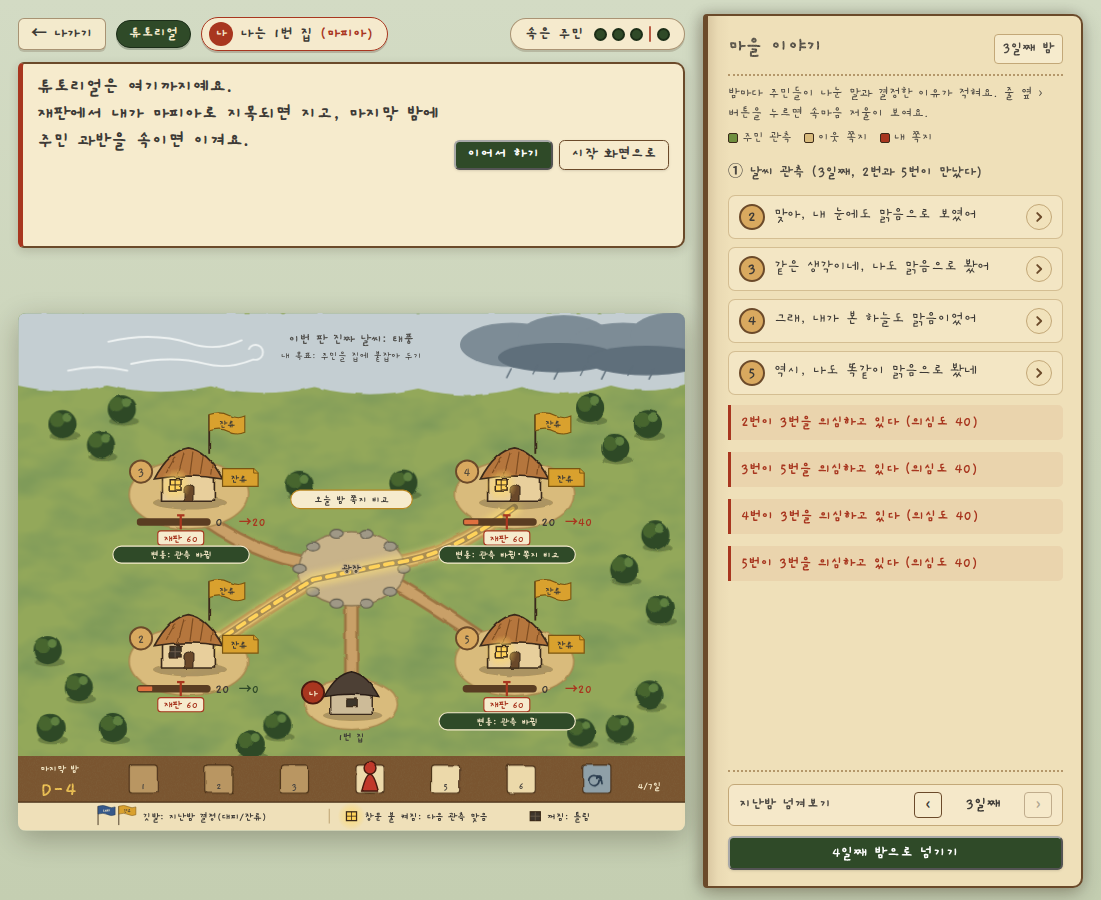 ← 나가기
튜토리얼
나 나는 1번 집 (마피아)
속은 주민
튜토리얼은 여기까지예요.
재판에서 내가 마피아로 지목되면 지고, 마지막 밤에
주민 과반을 속이면 이겨요.
이어서 하기
시작 화면으로
이번 판 진짜 날씨: 태풍
내 목표: 주민을 집에 붙잡아 두기
잔류
잔류
3
잔류
4
잔류
오늘 밤 쪽지 비교
0 →20
20 →40
재판 60
재판 60
변동: 관측 바뀜
변동: 관측 바뀜·쪽지 비교
광장
잔류
잔류
2
잔류
5
잔류
20 →0
0 →20
재판 60
재판 60
나
변동: 관측 바뀜
1번 집
마지막 밤
D-4
1
2
3
5
6
4/7일
깃발: 지난밤 결정(대피/잔류)
창문 불 켜짐: 다음 관측 맞음
꺼짐: 틀림
마을 이야기
3일째 밤
밤마다 주민들이 나눈 말과 결정한 이유가 적혀요. 줄 옆 >
버튼을 누르면 속마음 저울이 보여요.
주민 관측
이웃 쪽지
내 쪽지
① 날씨 관측 (3일째, 2번과 5번이 만났다)
2 맞아, 내 눈에도 맑음으로 보였어 >
3 같은 생각이네, 나도 맑음으로 봤어 >
4 그래, 내가 본 하늘도 맑음이었어 >
5 역시, 나도 똑같이 맑음으로 봤네 >
2번이 3번을 의심하고 있다 (의심도 40)
3번이 5번을 의심하고 있다 (의심도 40)
4번이 3번을 의심하고 있다 (의심도 40)
5번이 3번을 의심하고 있다 (의심도 40)
지난밤 넘겨보기
‹ 3일째 ›
4일째 밤으로 넘기기